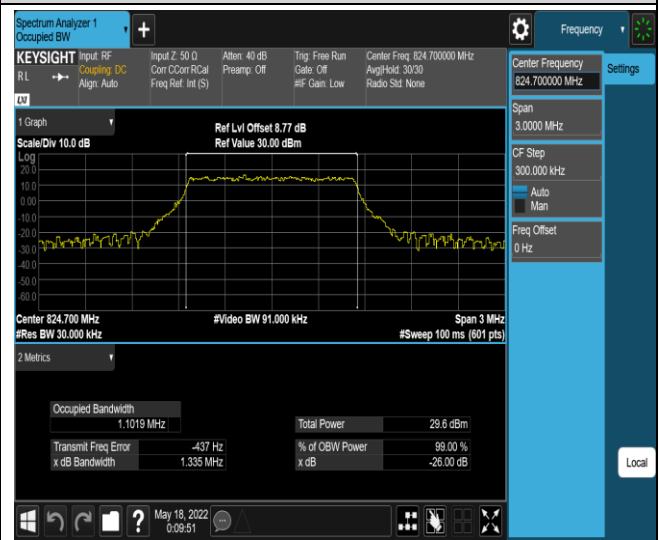 Spectrum Analyzer 1
Occupied BW
+
Frequency
KEYSIGHT
R L
LXI
Input: RF
Coupling: DC
Align: Auto
Input Z: 50 Ω
Corr CCorr RCal
Freq Ref: Int (S)
Atten: 40 dB
Preamp: Off
Trig: Free Run
Gate: Off
#IF Gain: Low
Center Freq: 824.700000 MHz
Avg|Hold: 30/30
Radio Std: None
Center Frequency
824.700000 MHz
Settings
Span
3.0000 MHz
CF Step
300.000 kHz
Auto
Man
Freq Offset
0 Hz
1 Graph
Scale/Div 10.0 dB
Ref Lvl Offset 8.77 dB
Ref Value 30.00 dBm
Log
20.0
10.0
0.00
-10.0
-20.0
-30.0
-40.0
-50.0
-60.0
Center 824.700 MHz
#Video BW 91.000 kHz
Span 3 MHz
#Res BW 30.000 kHz
#Sweep 100 ms (601 pts)
2 Metrics
Occupied Bandwidth
1.1019 MHz
Total Power 29.6 dBm
Transmit Freq Error -437 Hz
% of OBW Power 99.00 %
x dB Bandwidth 1.335 MHz
x dB -26.00 dB
Local
?
May 18, 2022
0:09:51